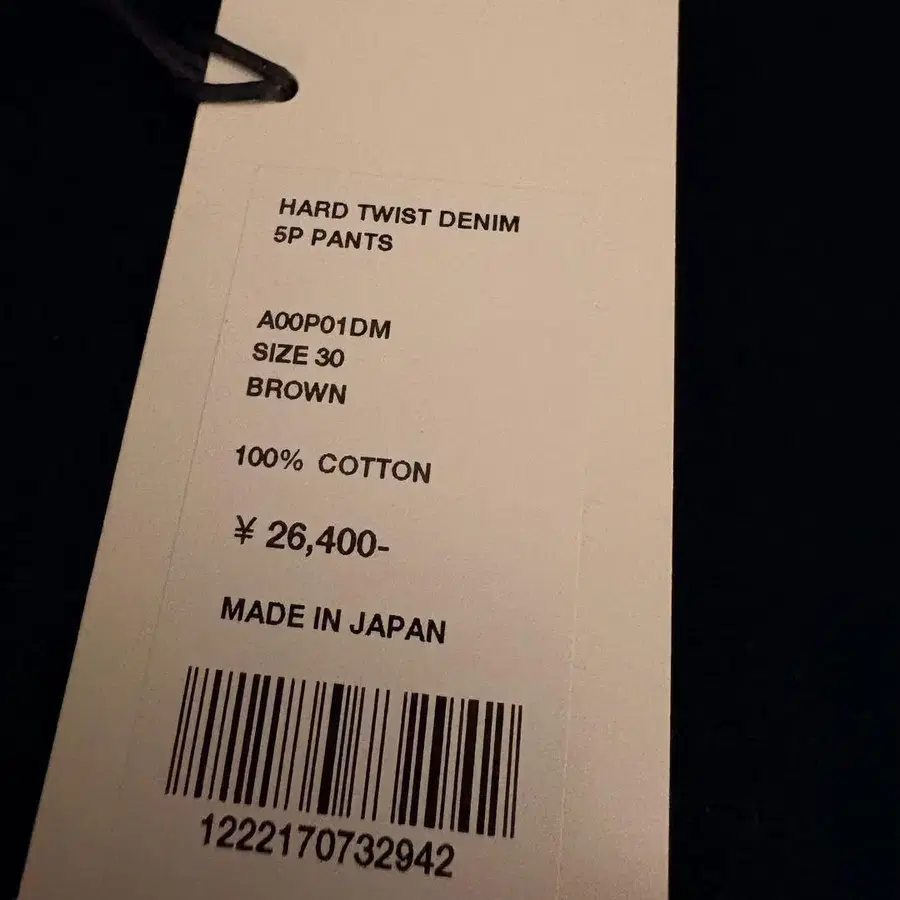 HARD TWIST DENIM
5P PANTS
A00P01DM
SIZE 30
BROWN
100% COTTON
¥ 26,400-
MADE IN JAPAN
1222170732942